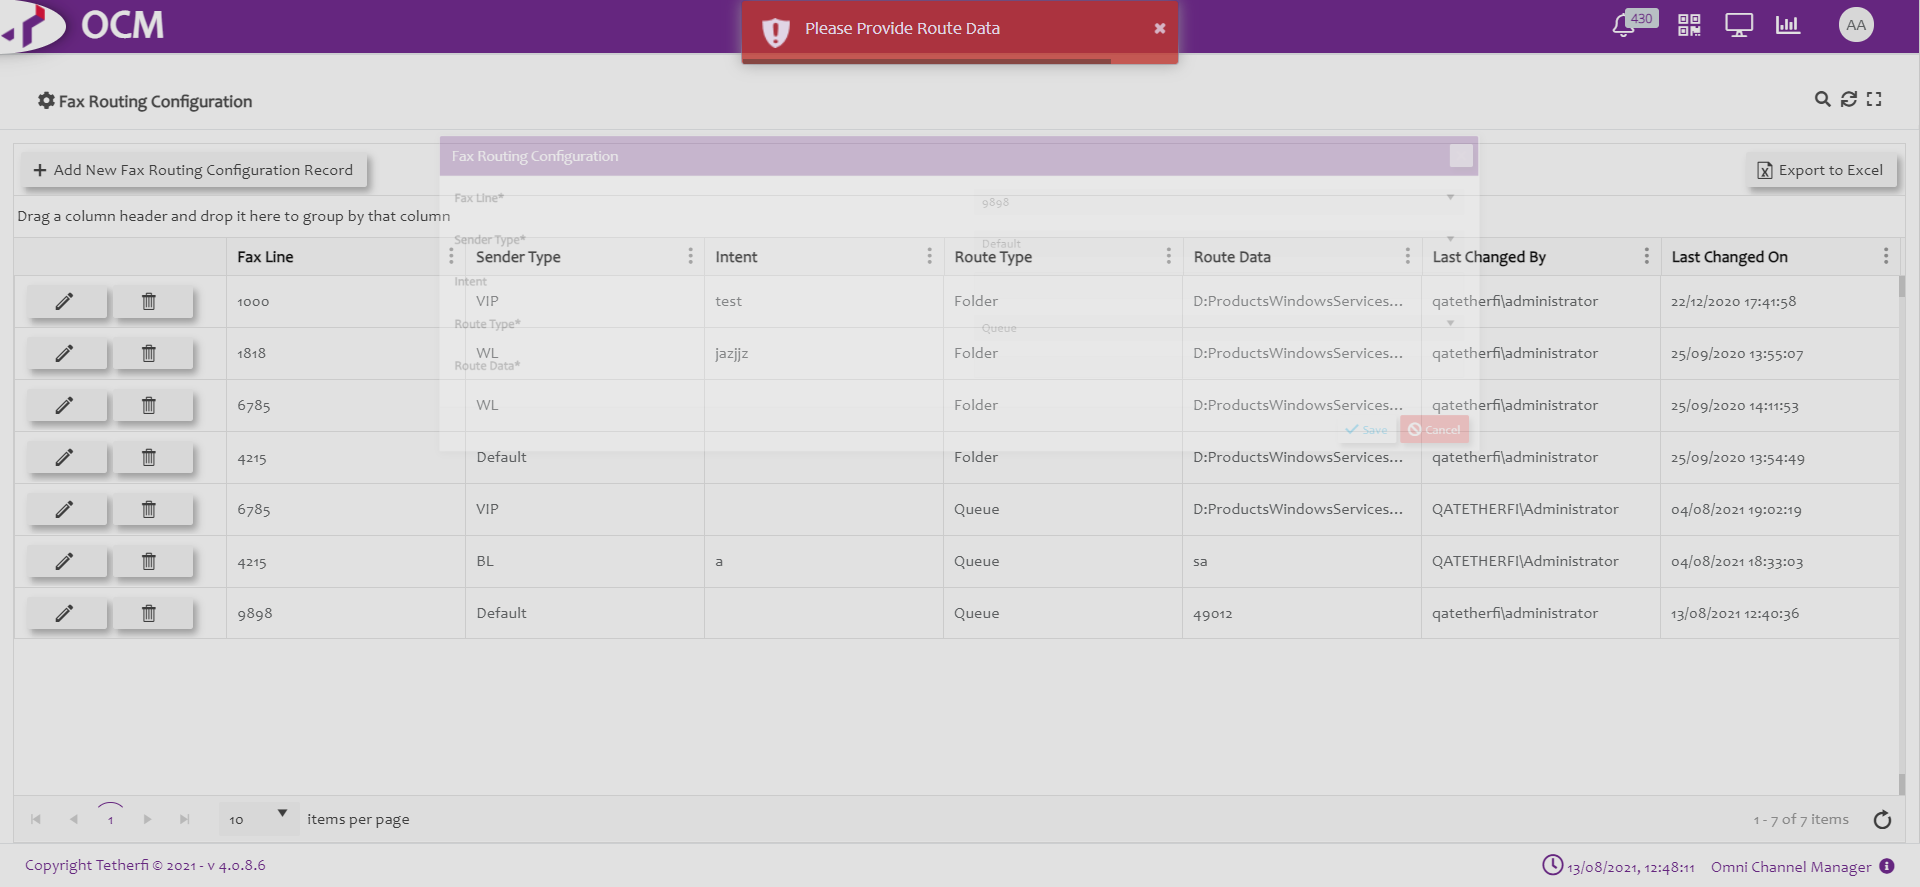 OCM
Please Provide Route Data
430
AA
Fax Routing Configuration
Fax Routing Configuration
+ Add New Fax Routing Configuration Record
Export to Excel
Fax Line*
9898
Drag a column header and drop it here to group by that column
Sender Type*
Default
Fax Line Sender Type Intent Route Type Route Data Last Changed By Last Changed On
Intent
1000 VIP test Folder D:ProductsWindowsServices... qatetherfi\administrator 22/12/2020 17:41:58
Route Type*
Queue
1818 WL jazjjz Folder D:ProductsWindowsServices... qatetherfi\administrator 25/09/2020 13:55:07
Route Data*
6785 WL Folder D:ProductsWindowsServices... qatetherfi\administrator 25/09/2020 14:11:53
Save Cancel
4215 Default Folder D:ProductsWindowsServices... qatetherfi\administrator 25/09/2020 13:54:49
6785 VIP Queue D:ProductsWindowsServices... QATETHERFI\Administrator 04/08/2021 19:02:19
4215 BL a Queue sa QATETHERFI\Administrator 04/08/2021 18:33:03
9898 Default Queue 49012 qatetherfi\administrator 13/08/2021 12:40:36
1 10 items per page 1 - 7 of 7 items
Copyright Tetherfi © 2021 - v 4.0.8.6 13/08/2021, 12:48:11 Omni Channel Manager